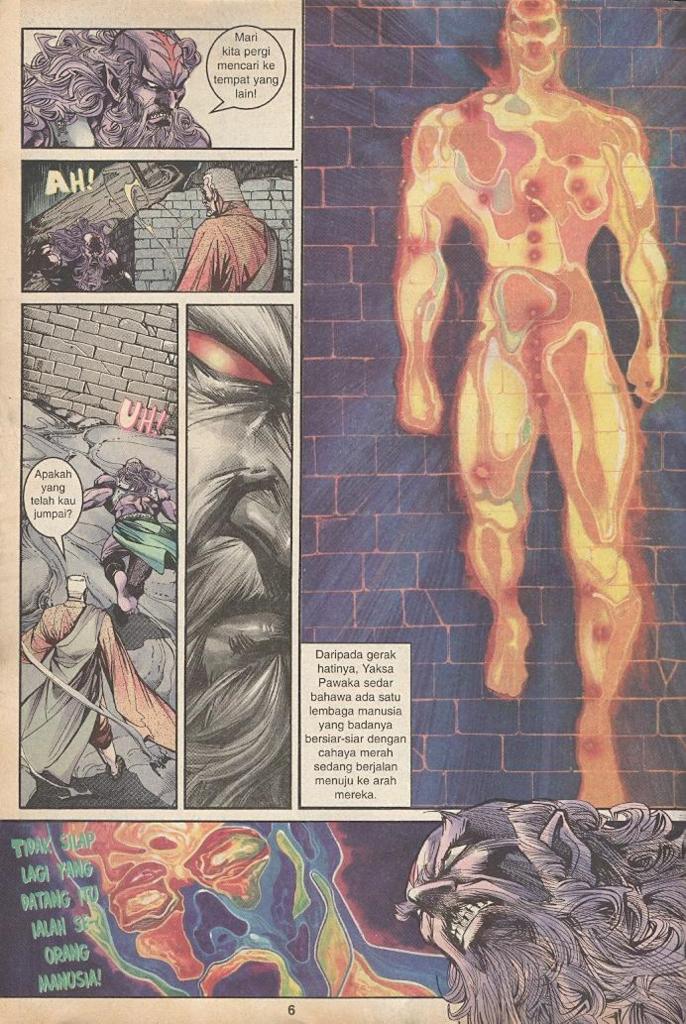 Mari
kita pergi
mencari ke
tempat yang
lain!
AH!
UH!
Apakah
yang
telah kau
jumpai?
Daripada gerak
hatinya, Yaksa
Pawaka sedar
bahawa ada satu
lembaga manusia
yang badanya
bersiar-siar dengan
cahaya merah
sedang berjalan
menuju ke arah
mereka.
TIDAK SILAP
LAGI YANG
DATANG ITU
IALAH SE-
ORANG
MANUSIA!
6